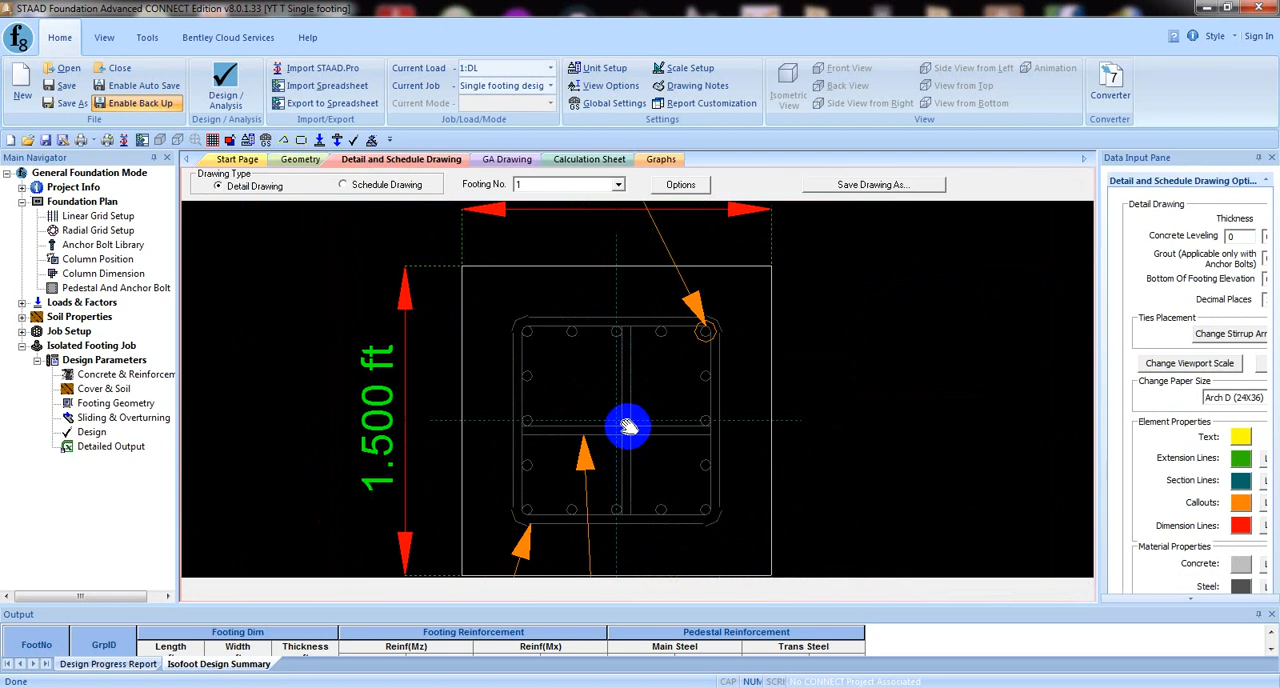 STAAD Foundation Advanced CONNECT Edition v8.0.1.33 [YT T Single footing]
Home View Tools Bentley Cloud Services Help
Style Sign In
New
Open
Save
Save As
Close
Enable Auto Save
Enable Back Up
File
Design /
Analysis
Design / Analysis
Import STAAD.Pro
Import Spreadsheet
Export to Spreadsheet
Import/Export
Current Load 1:DL
Current Job Single footing desig
Current Mode
Job/Load/Mode
Unit Setup
View Options
Global Settings
Scale Setup
Drawing Notes
Report Customization
Settings
Isometric
View
Front View
Back View
Side View from Right
Side View from Left
View from Top
View from Bottom
Animation
View
7
Converter
Converter
Main Navigator
General Foundation Mode
Project Info
Foundation Plan
Linear Grid Setup
Radial Grid Setup
Anchor Bolt Library
Column Position
Column Dimension
Pedestal And Anchor Bolt
Loads & Factors
Soil Properties
Job Setup
Isolated Footing Job
Design Parameters
Concrete & Reinforcem
Cover & Soil
Footing Geometry
Sliding & Overturning
Design
Detailed Output
Start Page Geometry Detail and Schedule Drawing GA Drawing Calculation Sheet Graphs
Drawing Type
Detail Drawing Schedule Drawing
Footing No. 1 Options Save Drawing As...
1.500 ft
Data Input Pane
Detail and Schedule Drawing Opti...
Detail Drawing
Thickness
Concrete Leveling 0
Grout (Applicable only with
Anchor Bolts)
Bottom Of Footing Elevation
Decimal Places
Ties Placement
Change Stirrup Arr
Change Viewport Scale
Change Paper Size
Arch D (24X36)
Element Properties
Text:
Extension Lines:
Section Lines:
Callouts:
Dimension Lines:
Material Properties
Concrete:
Steel:
Output
FootNo GrpID Footing Dim Footing Reinforcement Pedestal Reinforcement
Length Width Thickness Reinf(Mz) Reinf(Mx) Main Steel Trans Steel
Design Progress Report Isofoot Design Summary
Done CAP NUM SCRI No CONNECT Project Associated